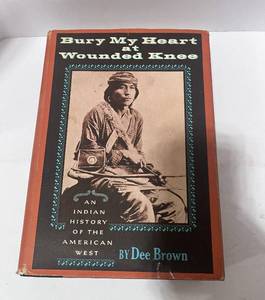 Bury My Heart
at
Wounded Knee
AN
INDIAN
HISTORY
OF THE
AMERICAN
WEST
BY Dee Brown